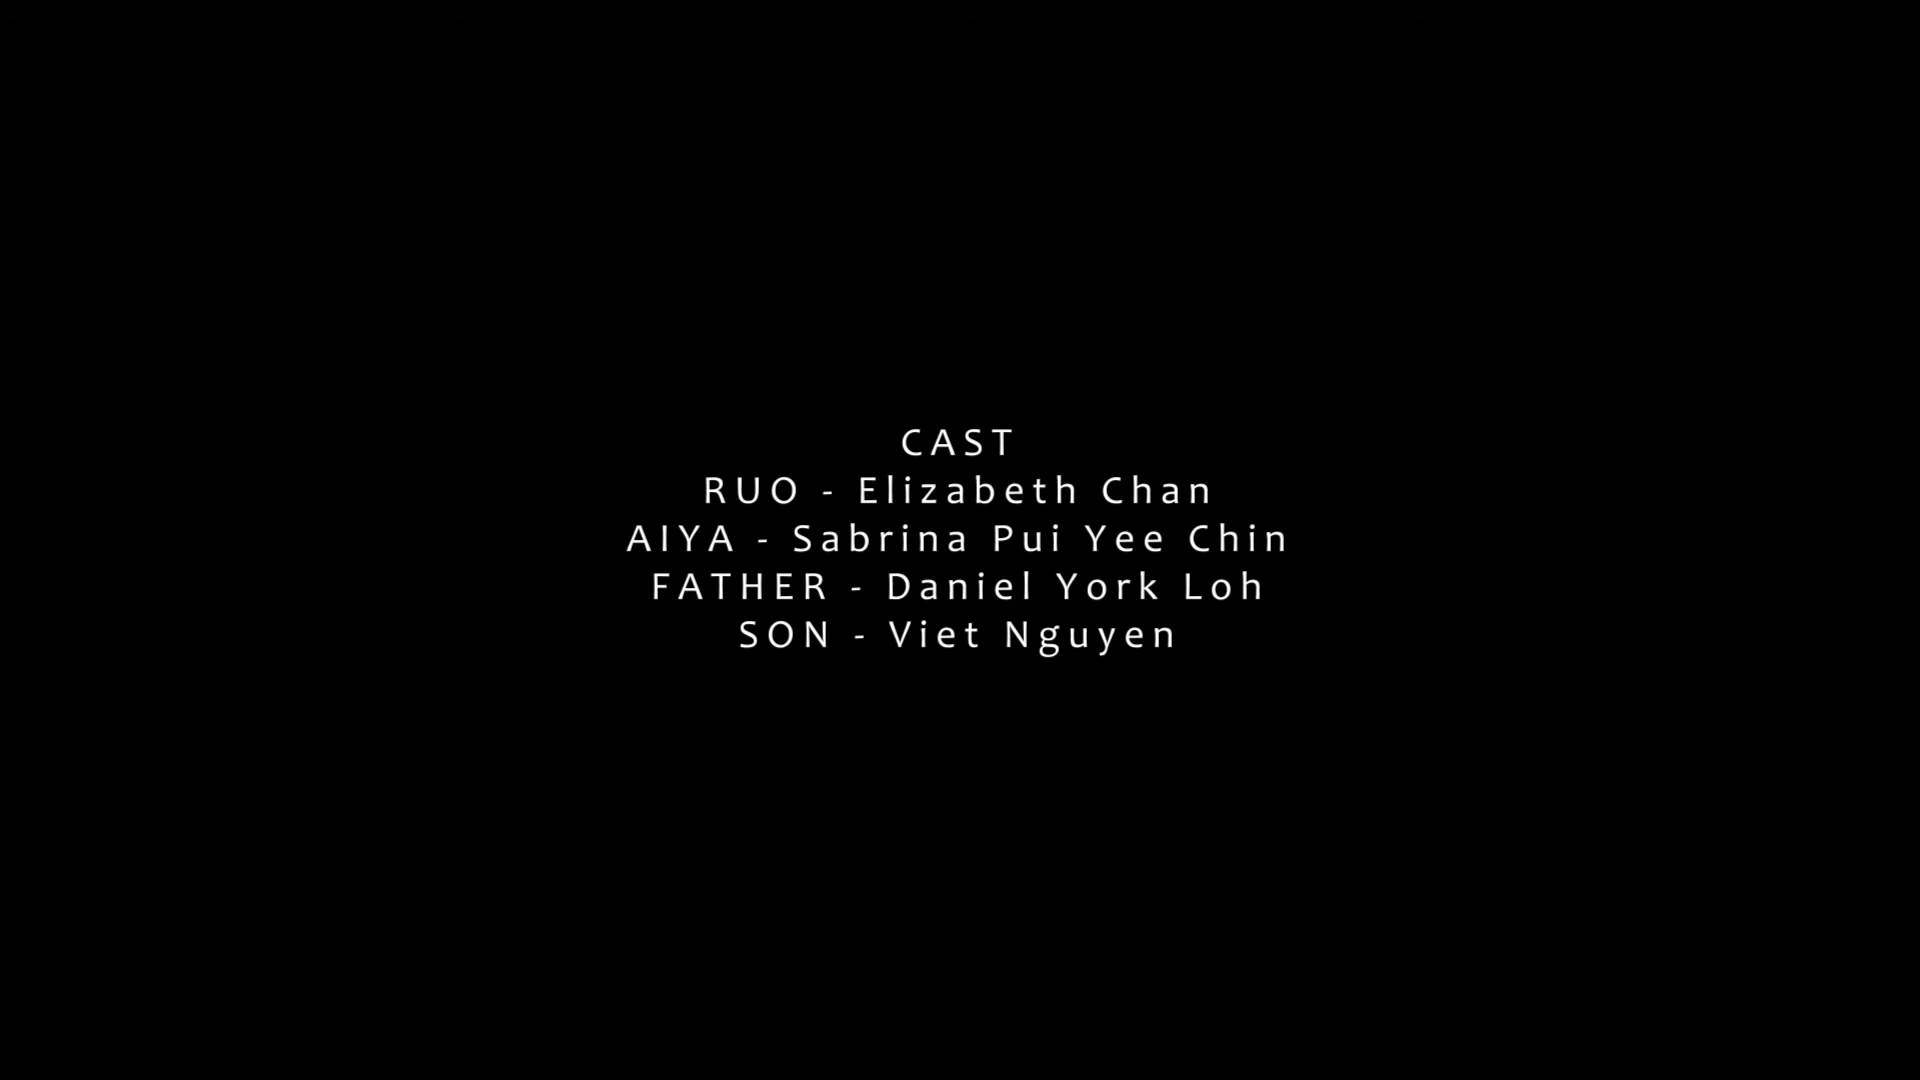 CAST
RUO - Elizabeth Chan
AIYA - Sabrina Pui Yee Chin
FATHER - Daniel York Loh
SON - Viet Nguyen